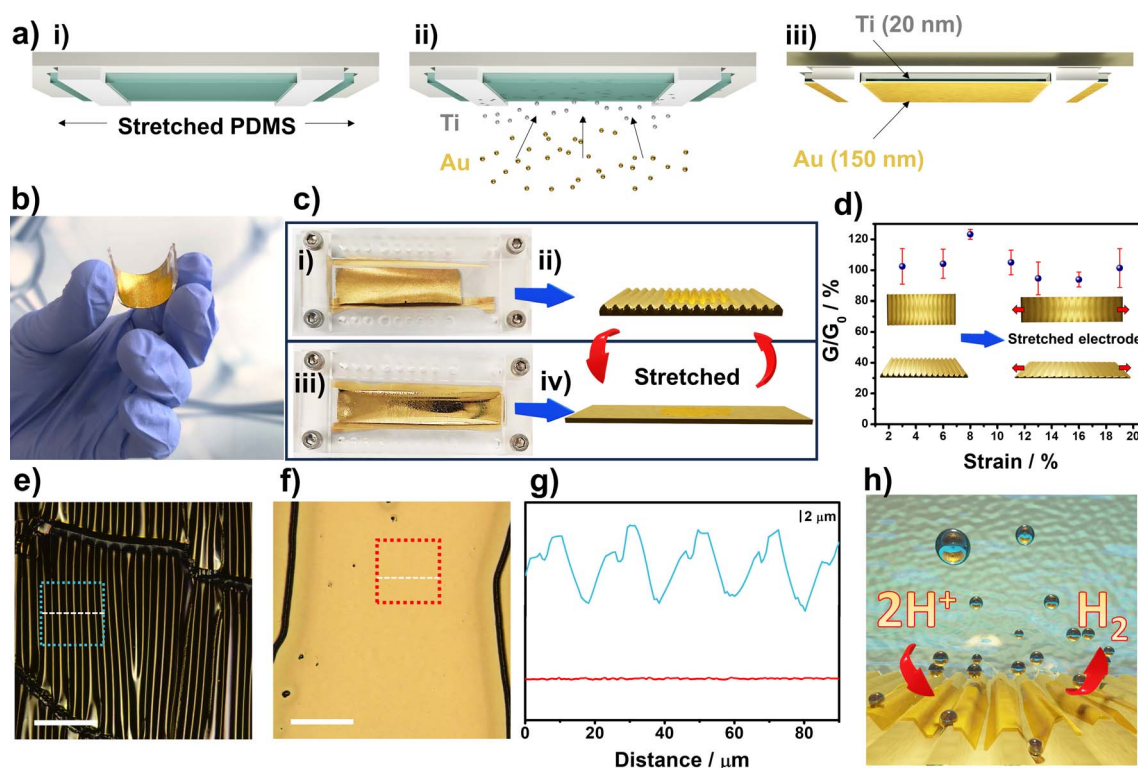 a)
i)
Stretched PDMS
ii)
Ti
Au
iii)
Ti (20 nm)
Au (150 nm)
b)
c)
i)
ii)
iii)
iv)
Stretched
d)
G/G0 / %
120
100
80
60
40
20
0
Stretched electrode
2 4 6 8 10 12 14 16 18 20
Strain / %
e)
f)
g)
2 μm
0 20 40 60 80
Distance / μm
h)
2H⁺
H₂